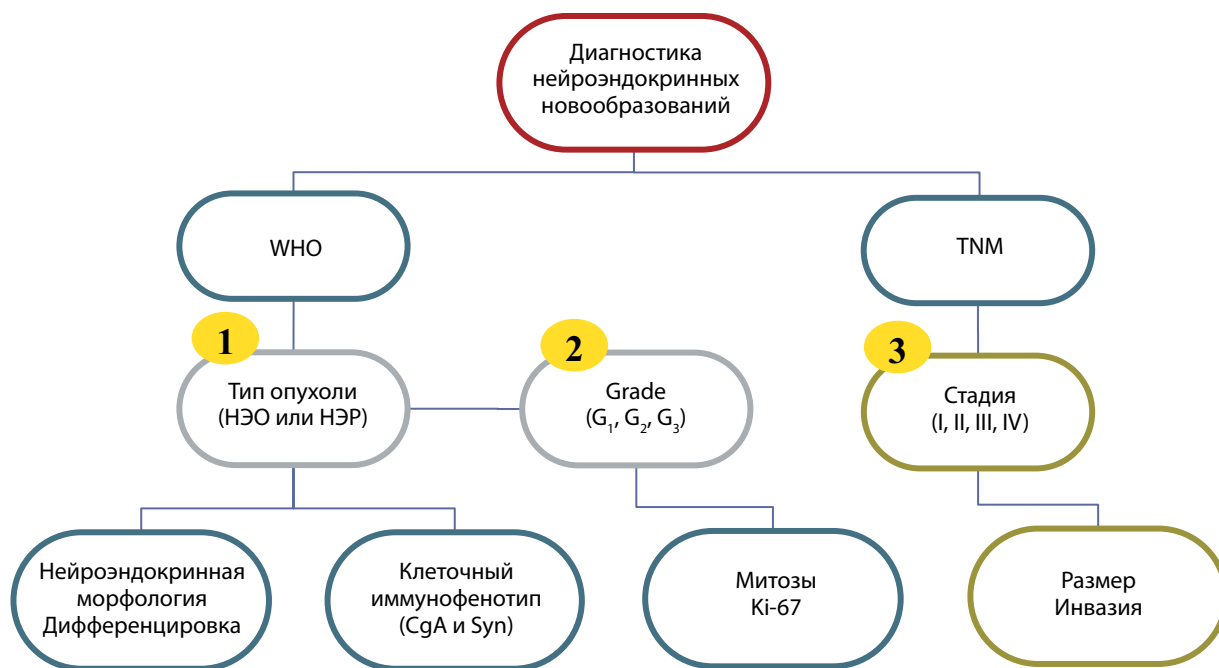 Диагностика
нейроэндокринных
новообразований
WHO
TNM
1
2
3
Тип опухоли
(НЭО или НЭР)
Grade
(G₁, G₂, G₃)
Стадия
(I, II, III, IV)
Нейроэндокринная
морфология
Дифференцировка
Клеточный
иммунофенотип
(CgA и Syn)
Митозы
Ki-67
Размер
Инвазия